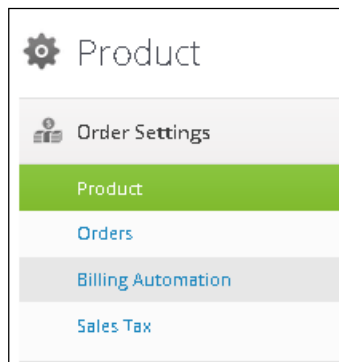 Product
Order Settings
Product
Orders
Billing Automation
Sales Tax